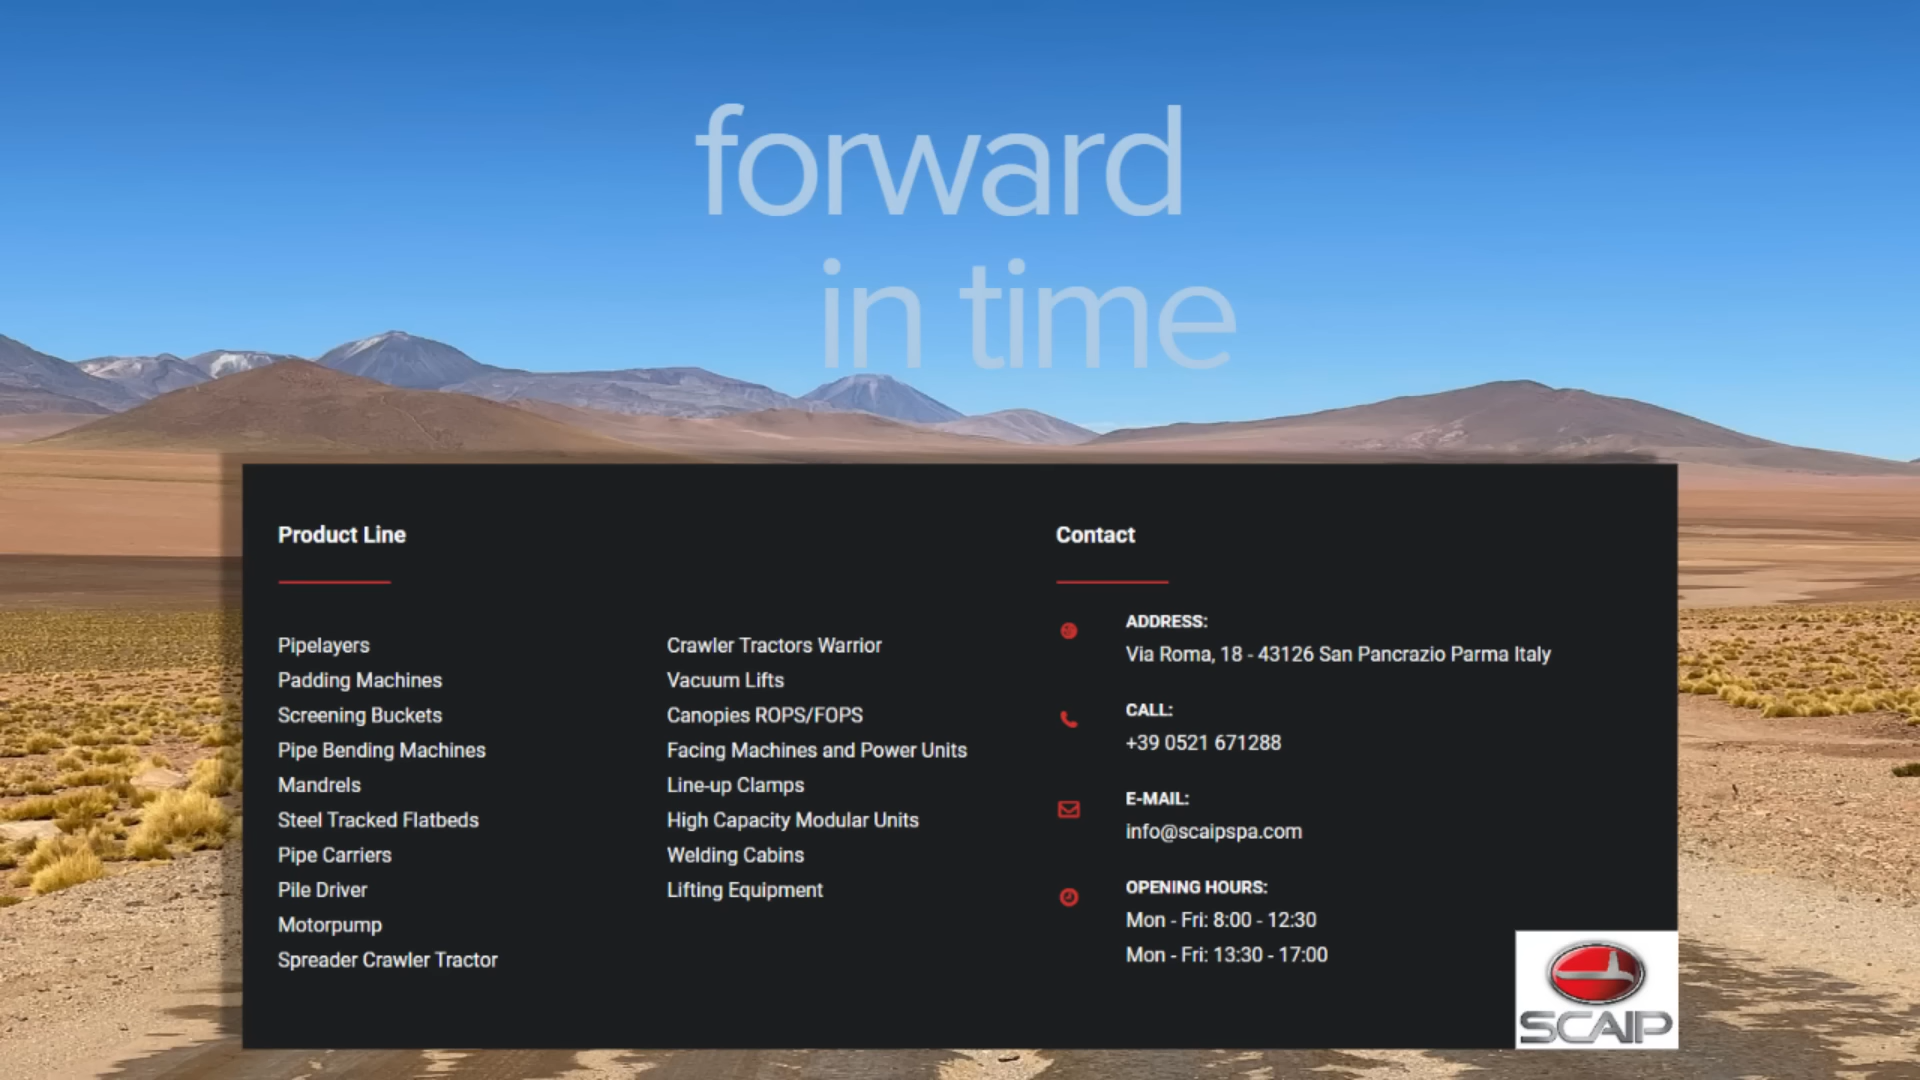 forward
in time
Product Line
Pipelayers
Padding Machines
Screening Buckets
Pipe Bending Machines
Mandrels
Steel Tracked Flatbeds
Pipe Carriers
Pile Driver
Motorpump
Spreader Crawler Tractor
Crawler Tractors Warrior
Vacuum Lifts
Canopies ROPS/FOPS
Facing Machines and Power Units
Line-up Clamps
High Capacity Modular Units
Welding Cabins
Lifting Equipment
Contact
ADDRESS:
Via Roma, 18 - 43126 San Pancrazio Parma Italy
CALL:
+39 0521 671288
E-MAIL:
info@scaipspa.com
OPENING HOURS:
Mon - Fri: 8:00 - 12:30
Mon - Fri: 13:30 - 17:00
SCAIP